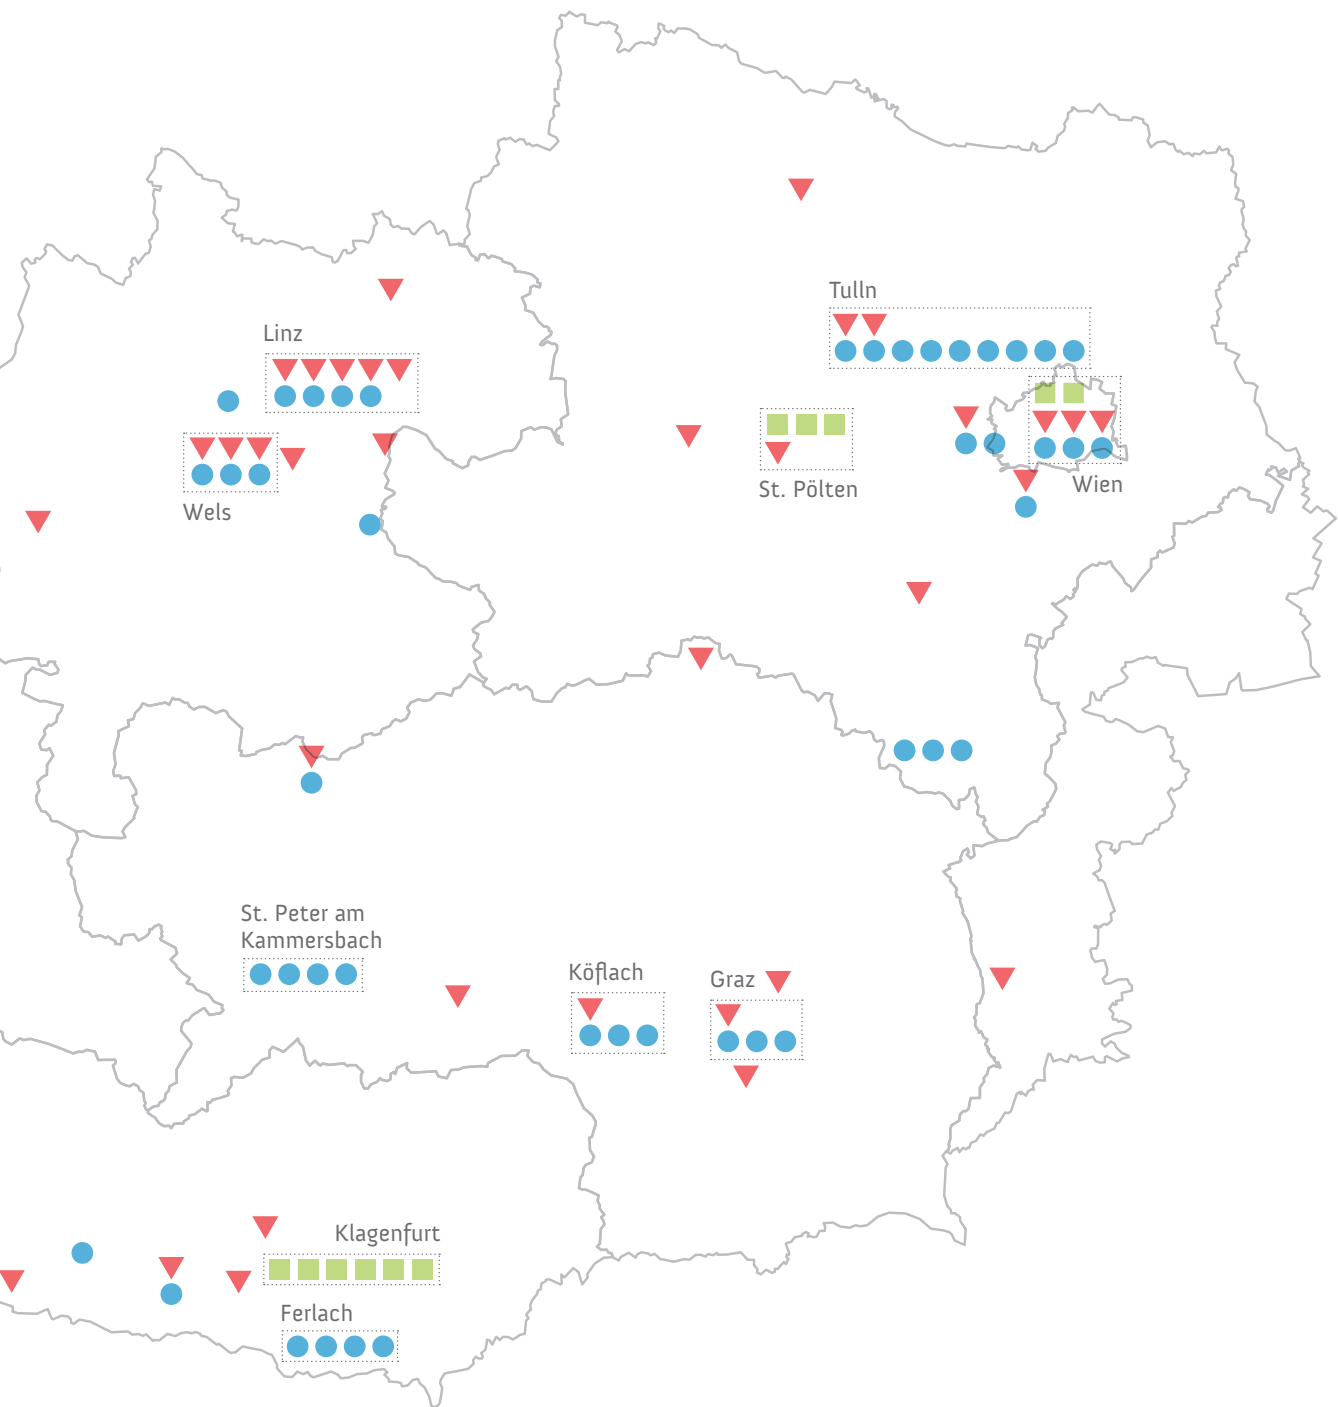 Tulln
Linz
St. Pölten
Wien
Wels
St. Peter am
Kammersbach
Köflach
Graz
Klagenfurt
Ferlach